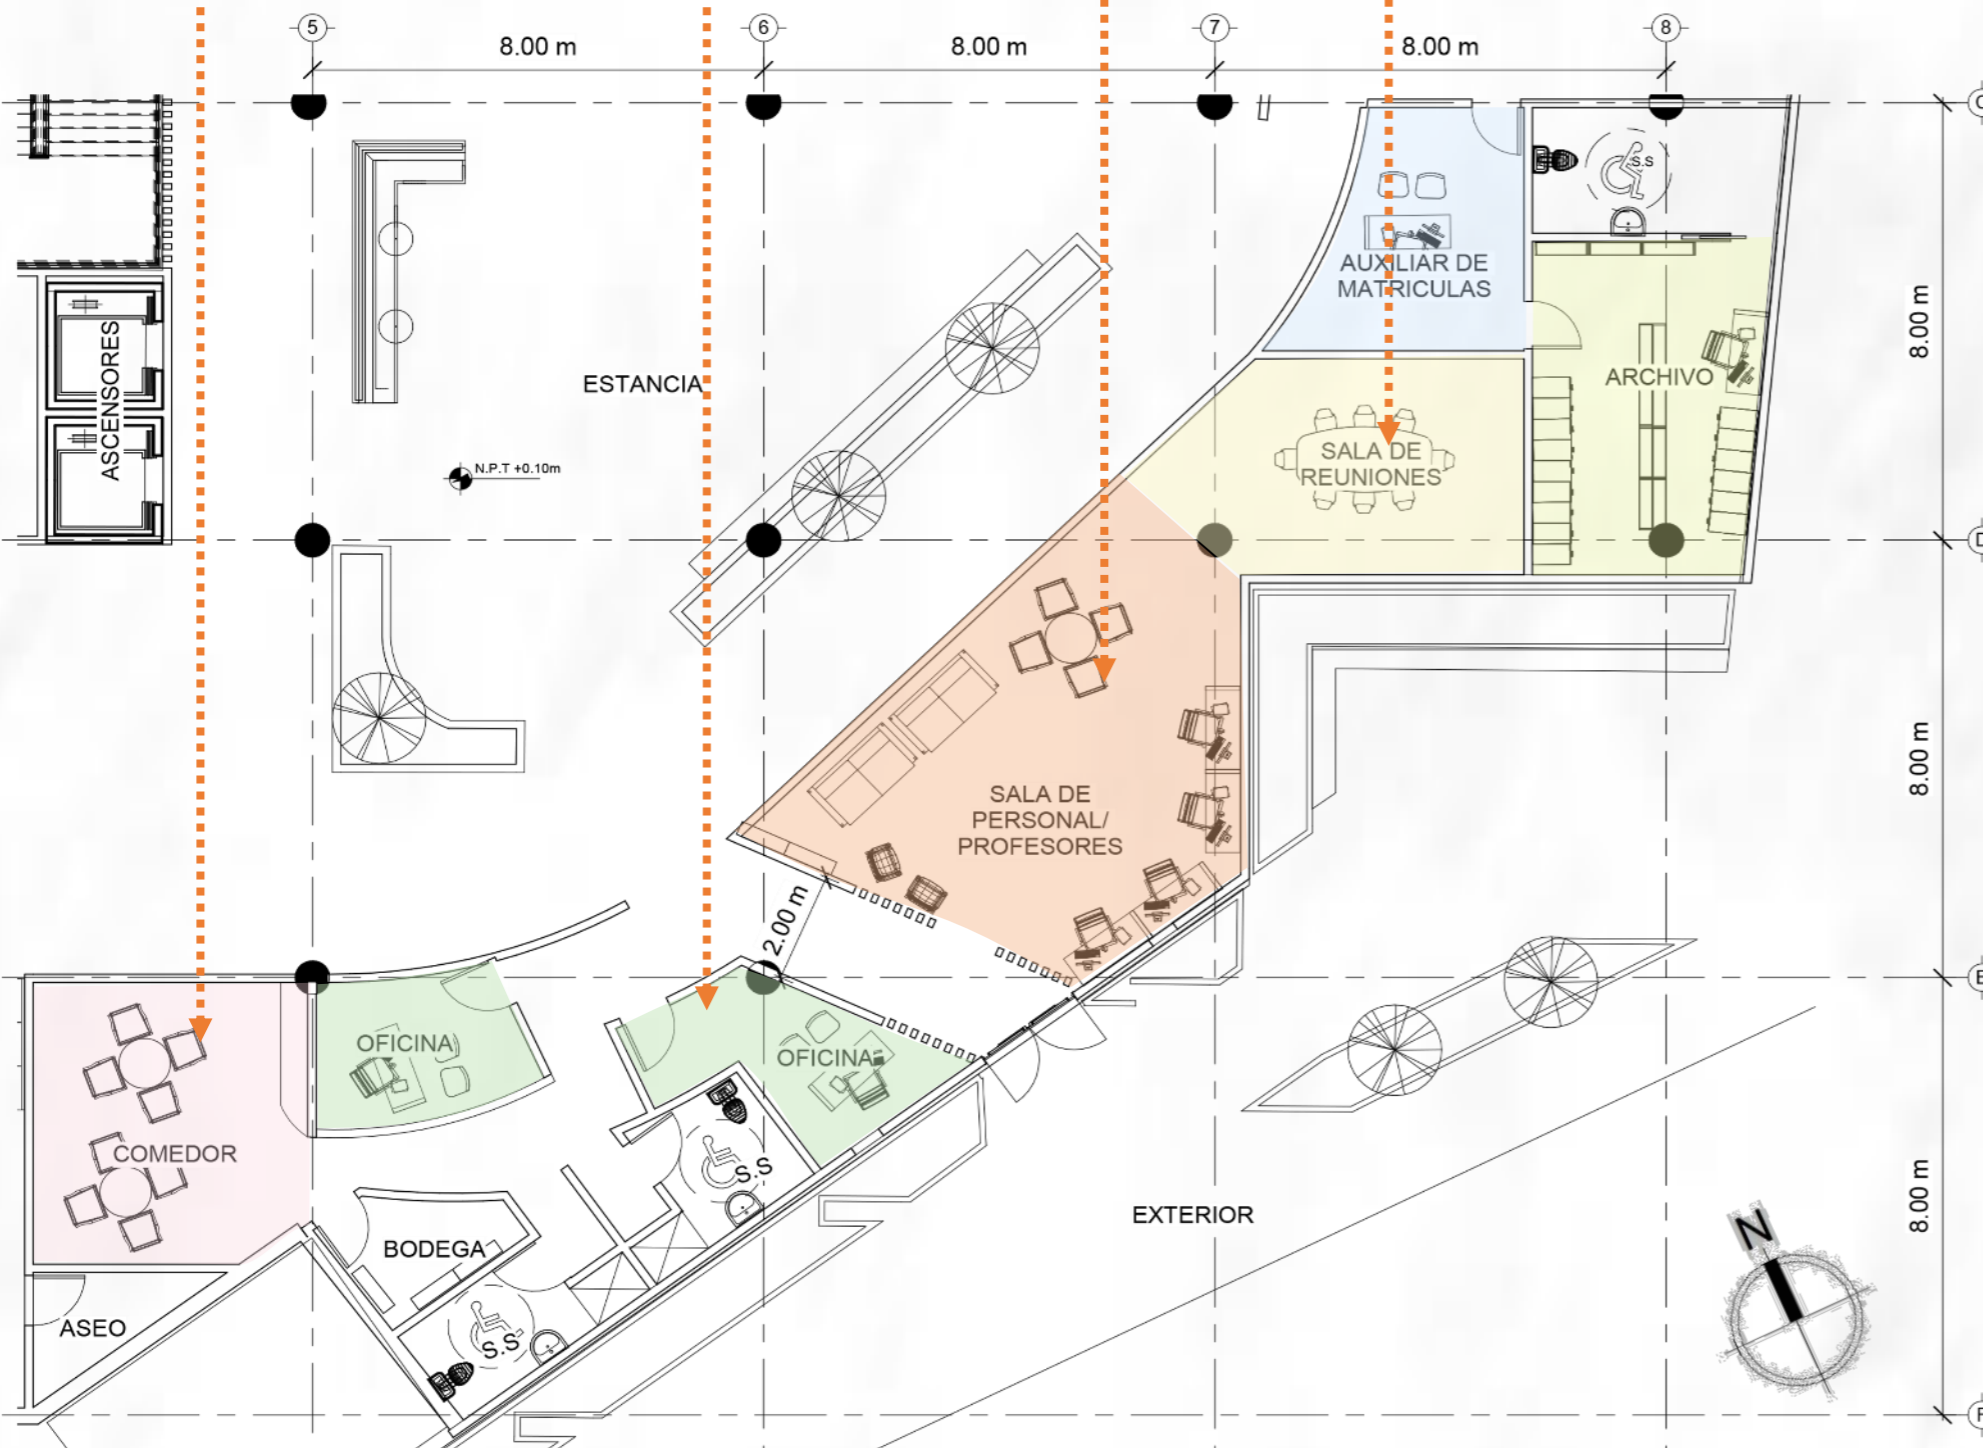 5
6
7
8
8.00 m
8.00 m
8.00 m
C
S.S
AUXILIAR DE
MATRICULAS
8.00 m
ASCENSORES
ESTANCIA
ARCHIVO
SALA DE
REUNIONES
N.P.T +0.10m
D
8.00 m
SALA DE
PERSONAL/
PROFESORES
2.00 m
E
OFICINA
OFICINA
COMEDOR
S.S
8.00 m
EXTERIOR
N
BODEGA
ASEO
S.S
F